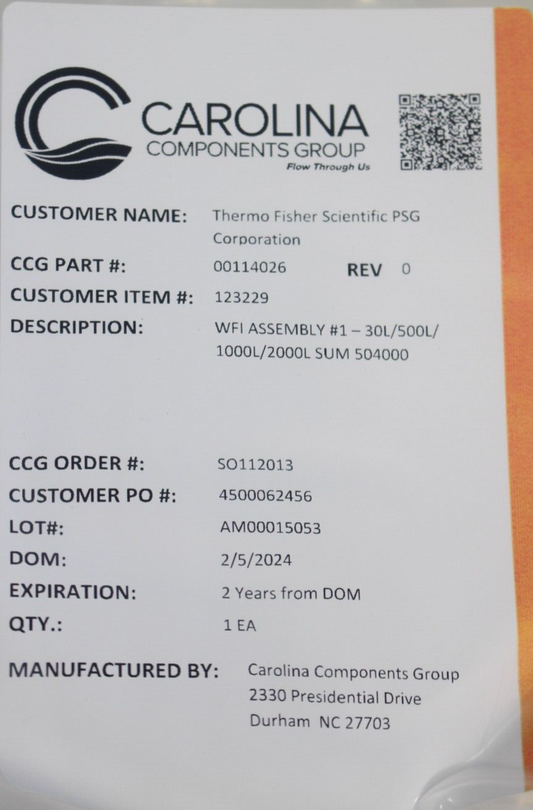 CAROLINA
COMPONENTS GROUP
Flow Through Us
CUSTOMER NAME: Thermo Fisher Scientific PSG
Corporation
CCG PART #: 00114026 REV 0
CUSTOMER ITEM #: 123229
DESCRIPTION: WFI ASSEMBLY #1 – 30L/500L/
1000L/2000L SUM 504000
CCG ORDER #: SO112013
CUSTOMER PO #: 4500062456
LOT#: AM00015053
DOM: 2/5/2024
EXPIRATION: 2 Years from DOM
QTY.: 1 EA
MANUFACTURED BY: Carolina Components Group
2330 Presidential Drive
Durham NC 27703